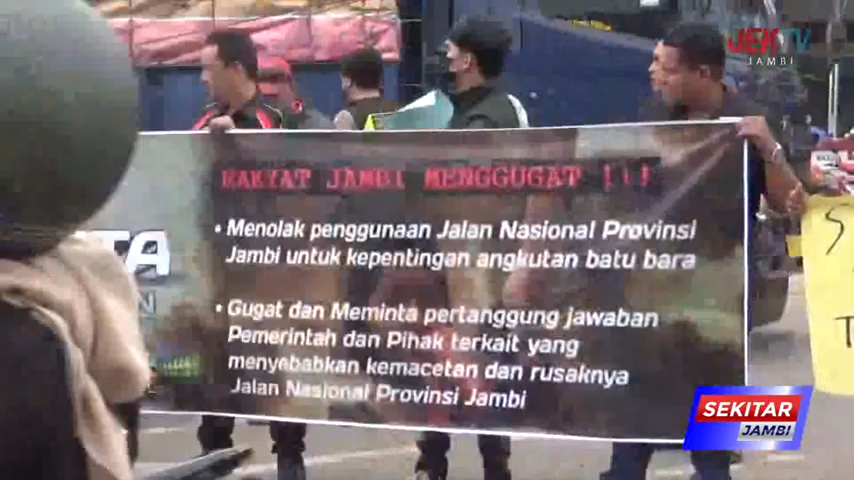 JEKTV
JAMBI
RAKYAT JAMBI MENGGUGAT !!!
• Menolak penggunaan Jalan Nasional Provinsi
Jambi untuk kepentingan angkutan batu bara
• Gugat dan Meminta pertanggung jawaban
Pemerintah dan Pihak terkait yang
menyebabkan kemacetan dan rusaknya
Jalan Nasional Provinsi Jambi
SEKITAR
JAMBI